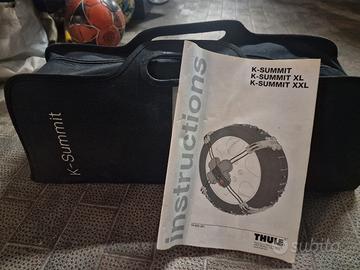 K-Summit
instructions
K-SUMMIT
K-SUMMIT XL
K-SUMMIT XXL
THULE
subito